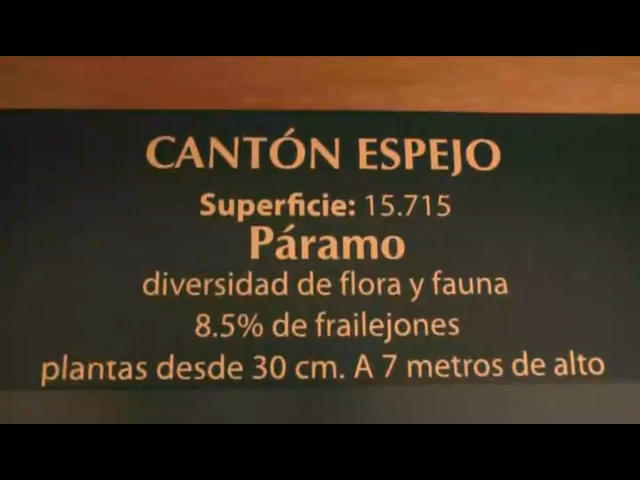 CANTÓN ESPEJO
Superficie: 15.715
Páramo
diversidad de flora y fauna
8.5% de frailejones
plantas desde 30 cm. A 7 metros de alto